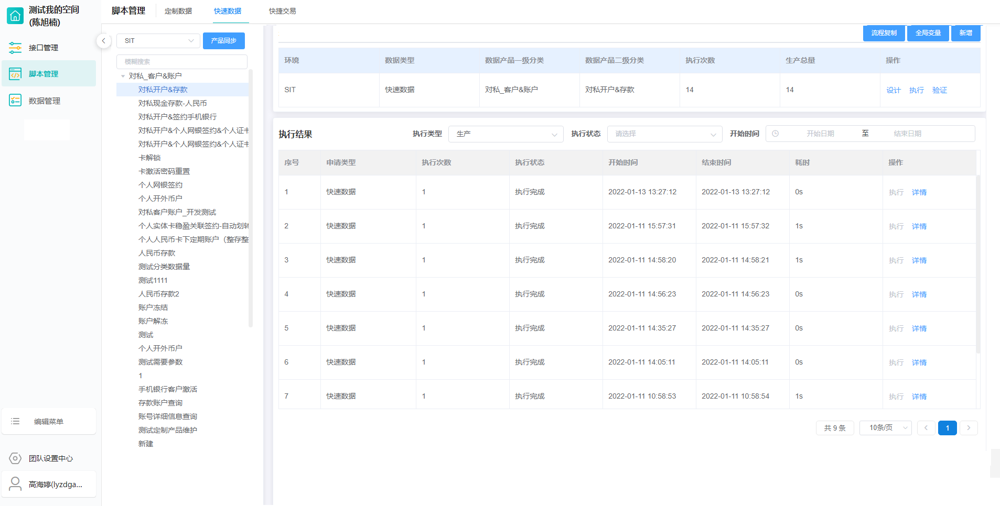 测试我的空间
(陈旭楠)
接口管理
脚本管理
数据管理
编辑菜单
团队设置中心
高海婷(lyzdga...
脚本管理
定制数据
快速数据
快捷交易
SIT
产品同步
模糊搜索
对私_客户&账户
对私开户&存款
对私现金存款-人民币
对私开户&签约手机银行
对私开户&个人网银签约&个人证书
对私开户&个人网银签约&个人证书
卡解锁
卡激活密码重置
个人网银签约
个人开外币户
对私客户账户_开发测试
个人实体卡稳盈关联签约-自动划转
个人人民币卡下定期账户（整存整
人民币存款
测试分类数据量
测试1111
人民币存款2
账户冻结
账户解冻
测试
个人开外币户
测试需要参数
1
手机银行客户激活
存款账户查询
账号详细信息查询
测试定制产品维护
新建
流程复制 全局变量 新增
环境 数据类型 数据产品一级分类 数据产品二级分类 执行次数 生产总量 操作
SIT 快速数据 对私_客户&账户 对私开户&存款 14 14 设计 执行 验证
执行结果 执行类型 生产 执行状态 请选择 开始时间 开始日期 至 结束日期
序号 申请类型 执行次数 执行状态 开始时间 结束时间 耗时 操作
1 快速数据 1 执行完成 2022-01-13 13:27:12 2022-01-13 13:27:12 0s 执行 详情
2 快速数据 1 执行完成 2022-01-11 15:57:31 2022-01-11 15:57:32 1s 执行 详情
3 快速数据 1 执行完成 2022-01-11 14:58:20 2022-01-11 14:58:21 1s 执行 详情
4 快速数据 1 执行完成 2022-01-11 14:56:23 2022-01-11 14:56:23 0s 执行 详情
5 快速数据 1 执行完成 2022-01-11 14:35:27 2022-01-11 14:35:27 0s 执行 详情
6 快速数据 1 执行完成 2022-01-11 14:05:11 2022-01-11 14:05:11 0s 执行 详情
7 快速数据 1 执行完成 2022-01-11 10:58:53 2022-01-11 10:58:54 1s 执行 详情
共 9 条 10条/页 1